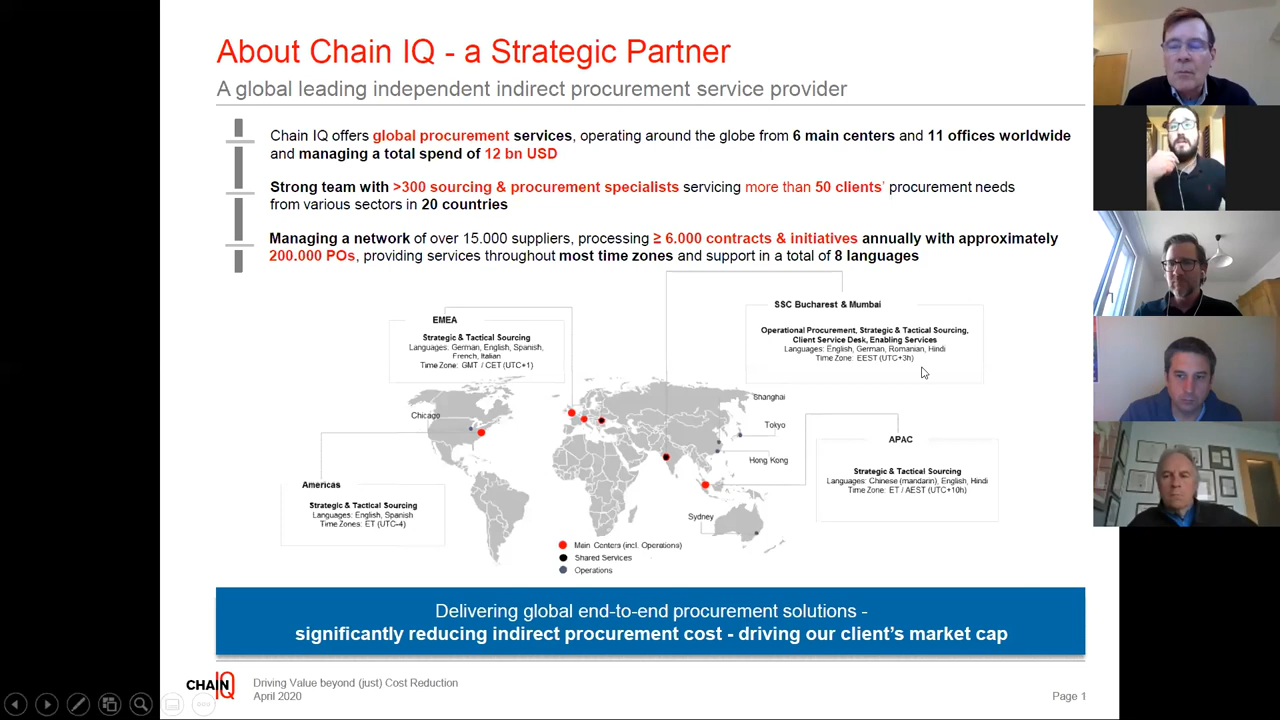 About Chain IQ - a Strategic Partner
A global leading independent indirect procurement service provider
Chain IQ offers global procurement services, operating around the globe from 6 main centers and 11 offices worldwide
and managing a total spend of 12 bn USD
Strong team with >300 sourcing & procurement specialists servicing more than 50 clients' procurement needs
from various sectors in 20 countries
Managing a network of over 15.000 suppliers, processing ≥ 6.000 contracts & initiatives annually with approximately
200.000 POs, providing services throughout most time zones and support in a total of 8 languages
EMEA
Strategic & Tactical Sourcing
Languages: German, English, Spanish,
French, Italian
Time Zone: GMT / CET (UTC+1)
SSC Bucharest & Mumbai
Operational Procurement, Strategic & Tactical Sourcing,
Client Service Desk, Enabling Services
Languages: English, German, Romanian, Hindi
Time Zone: EEST (UTC+3h)
Chicago
Shanghai
Tokyo
Hong Kong
Sydney
APAC
Strategic & Tactical Sourcing
Languages: Chinese (mandarin), English, Hindi
Time Zone: ET / AEST (UTC+10h)
Americas
Strategic & Tactical Sourcing
Languages: English, Spanish
Time Zones: ET (UTC-4)
Main Centers (incl. Operations)
Shared Services
Operations
Delivering global end-to-end procurement solutions -
significantly reducing indirect procurement cost - driving our client's market cap
CHAIN IQ
Driving Value beyond (just) Cost Reduction
April 2020
Page 1